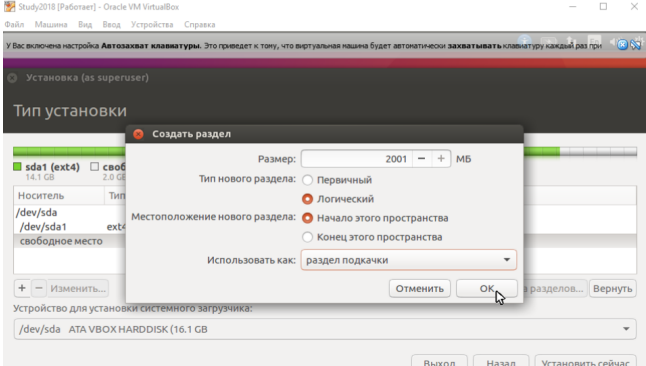 Study2018 [Работает] - Oracle VM VirtualBox
Файл Машина Вид Ввод Устройства Справка
У Вас включена настройка Автозахват клавиатуры. Это приведет к тому, что виртуальная машина будет автоматически захватывать клавиатуру каждый раз при
Установка (as superuser)
Тип установки
Создать раздел
Размер: 2001 − + МБ
Тип нового раздела: Первичный
Логический
Местоположение нового раздела: Начало этого пространства
Конец этого пространства
Использовать как: раздел подкачки
Отменить OK
sda1 (ext4) своб
14.1 GB 2.0 GB
Носитель Тип
/dev/sda
/dev/sda1 ext4
свободное место
+ − Изменить... разделов... Вернуть
Устройство для установки системного загрузчика:
/dev/sda ATA VBOX HARDDISK (16.1 GB
Выход Назад Установить сейчас